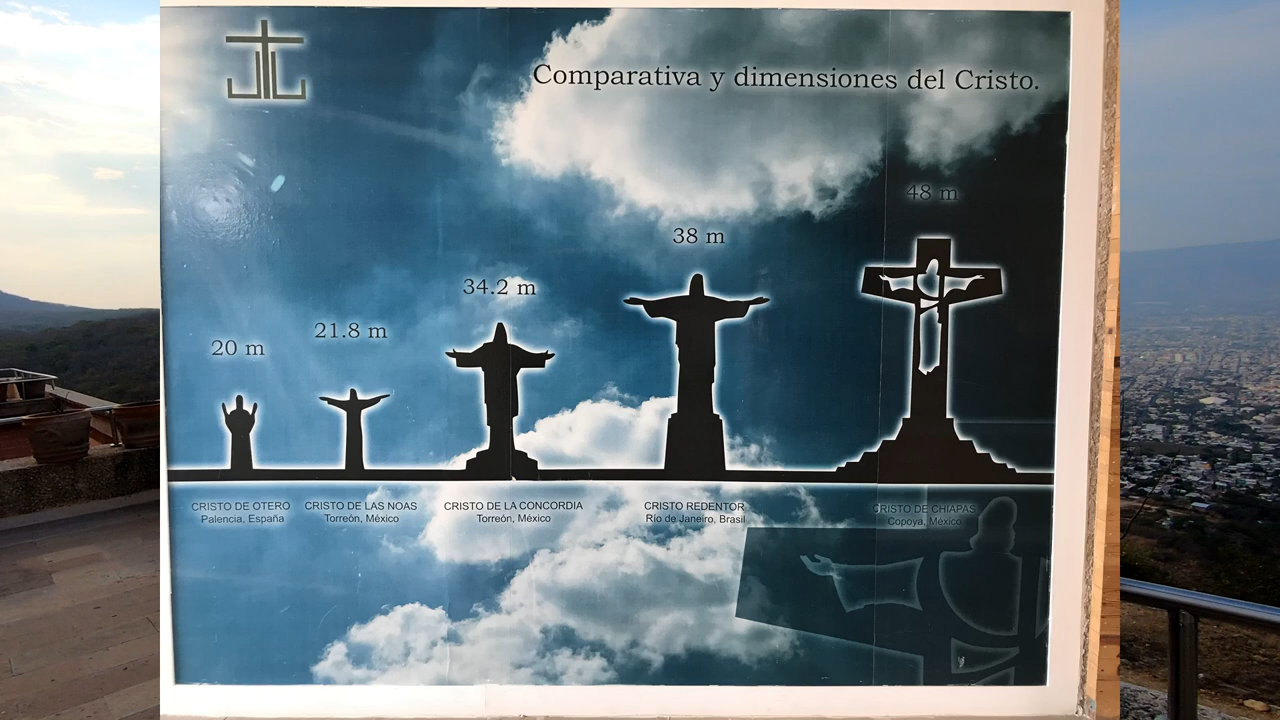 Comparativa y dimensiones del Cristo.
48 m
38 m
34.2 m
21.8 m
20 m
CRISTO DE OTERO
Palencia, España
CRISTO DE LAS NOAS
Torreón, México
CRISTO DE LA CONCORDIA
Torreón, México
CRISTO REDENTOR
Río de Janeiro, Brasil
CRISTO DE CHIAPAS
Copoya, México